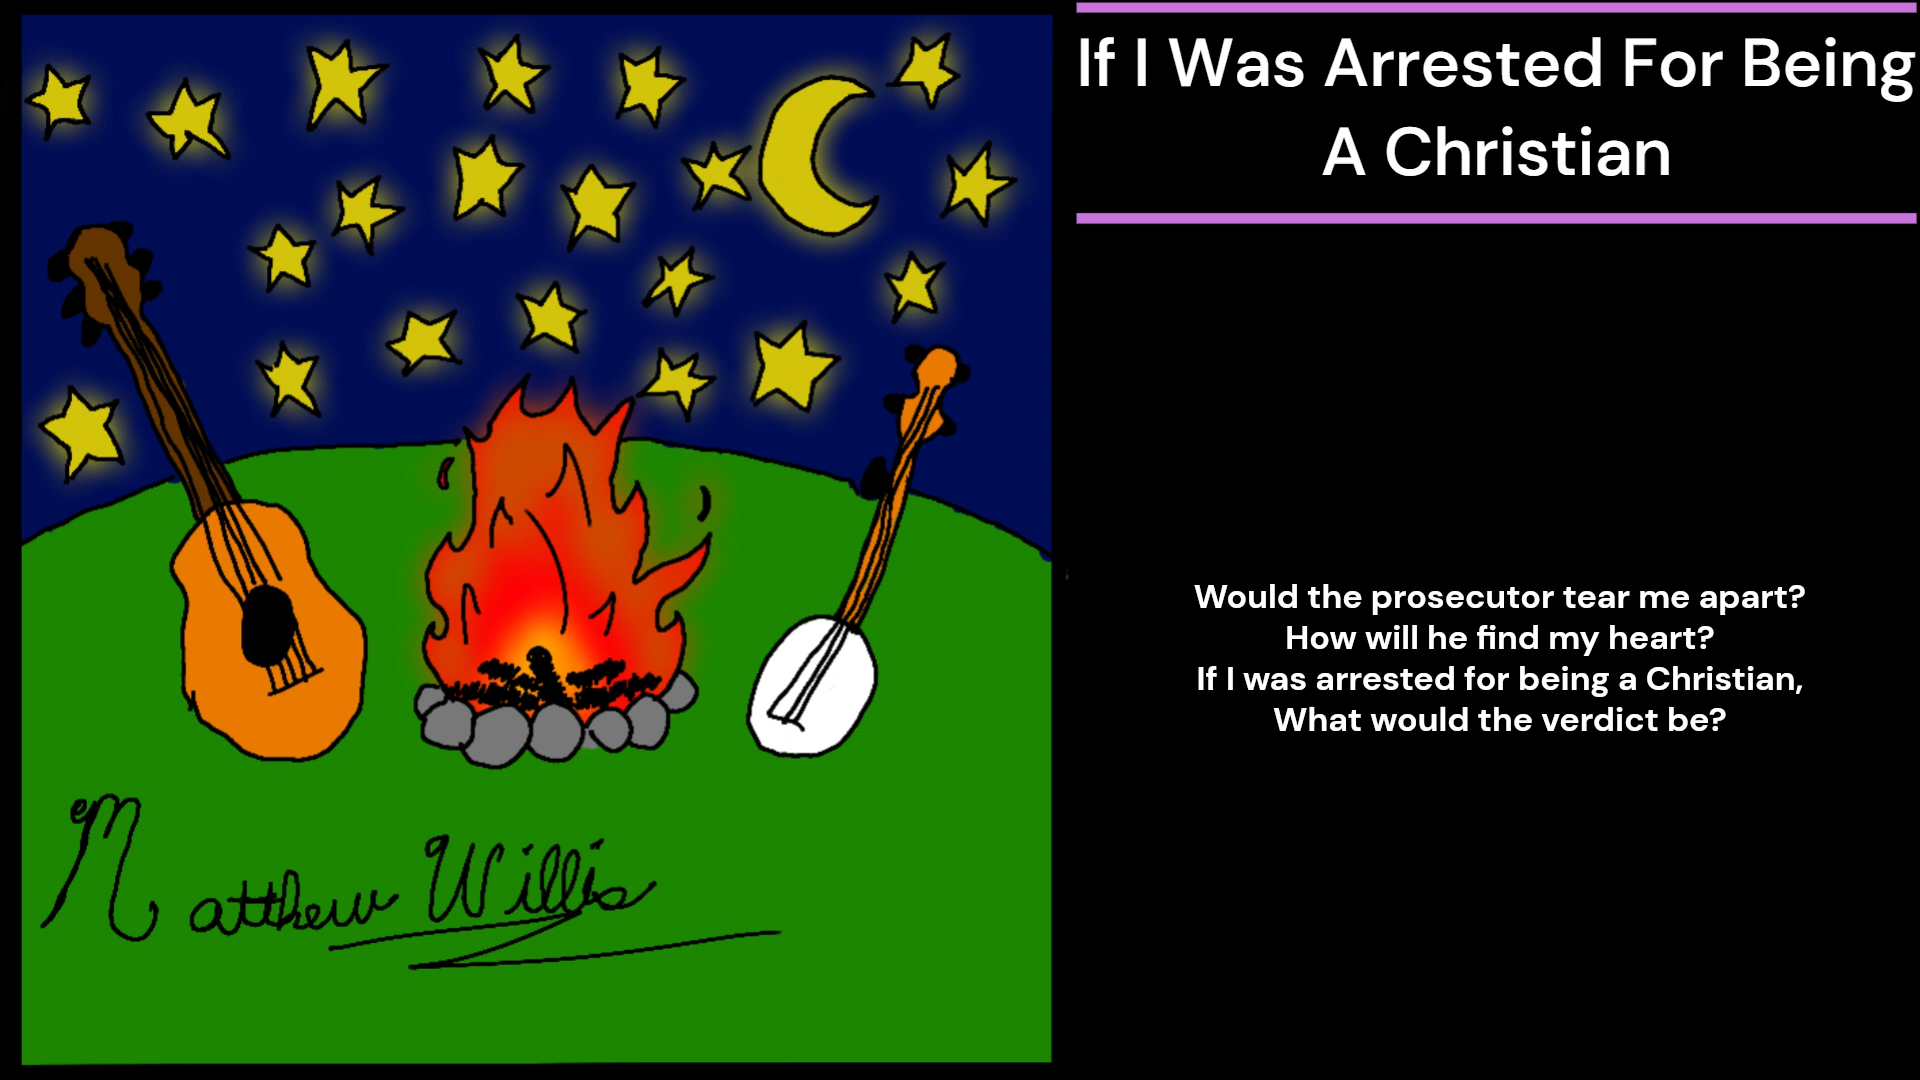 If I Was Arrested For Being
A Christian
Would the prosecutor tear me apart?
How will he find my heart?
If I was arrested for being a Christian,
What would the verdict be?
Matthew Willis